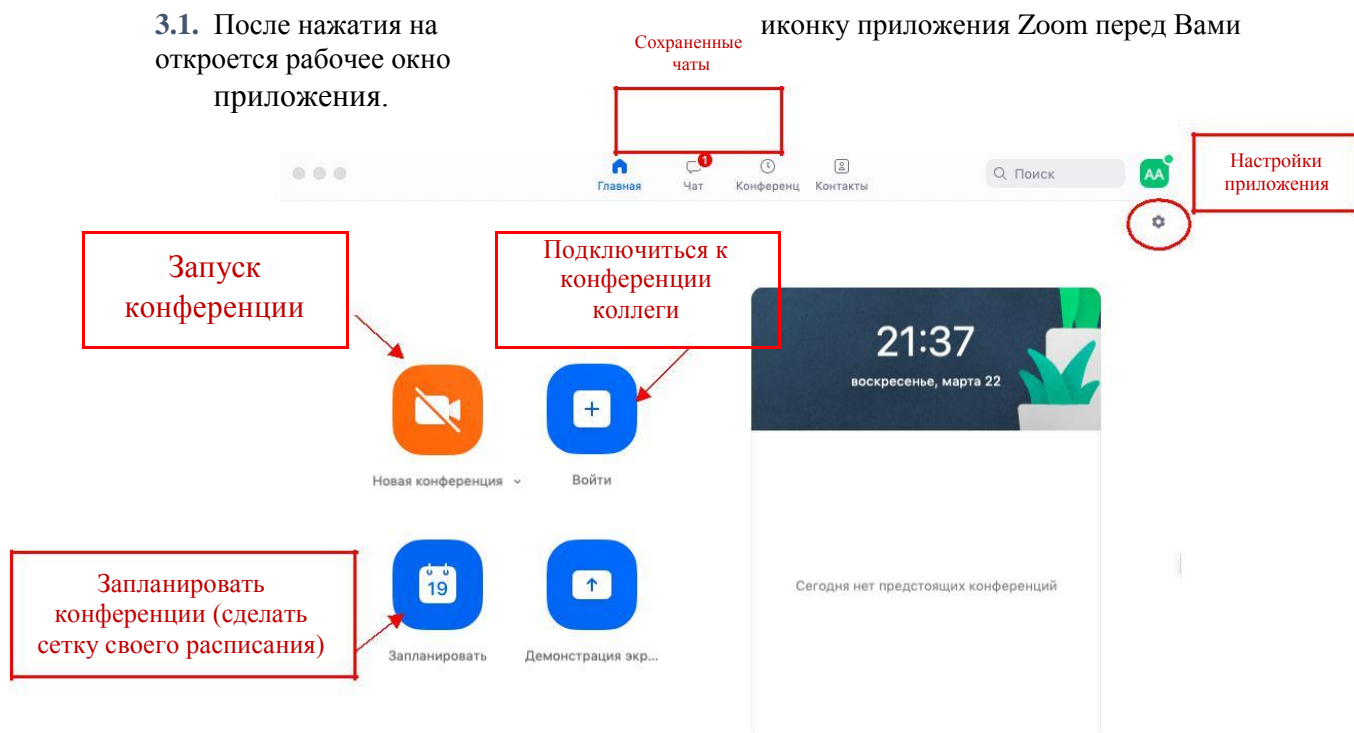 3.1. После нажатия на иконку приложения Zoom перед Вами
откроется рабочее окно
приложения.
Сохраненные
чаты
Главная
1
Чат
Конференц
Контакты
Поиск
AA
Настройки
приложения
Запуск
конференции
Подключиться к
конференции
коллеги
21:37
воскресенье, марта 22
Новая конференция
Войти
Запланировать
конференции (сделать
сетку своего расписания)
19
Запланировать
Демонстрация экр...
Сегодня нет предстоящих конференций